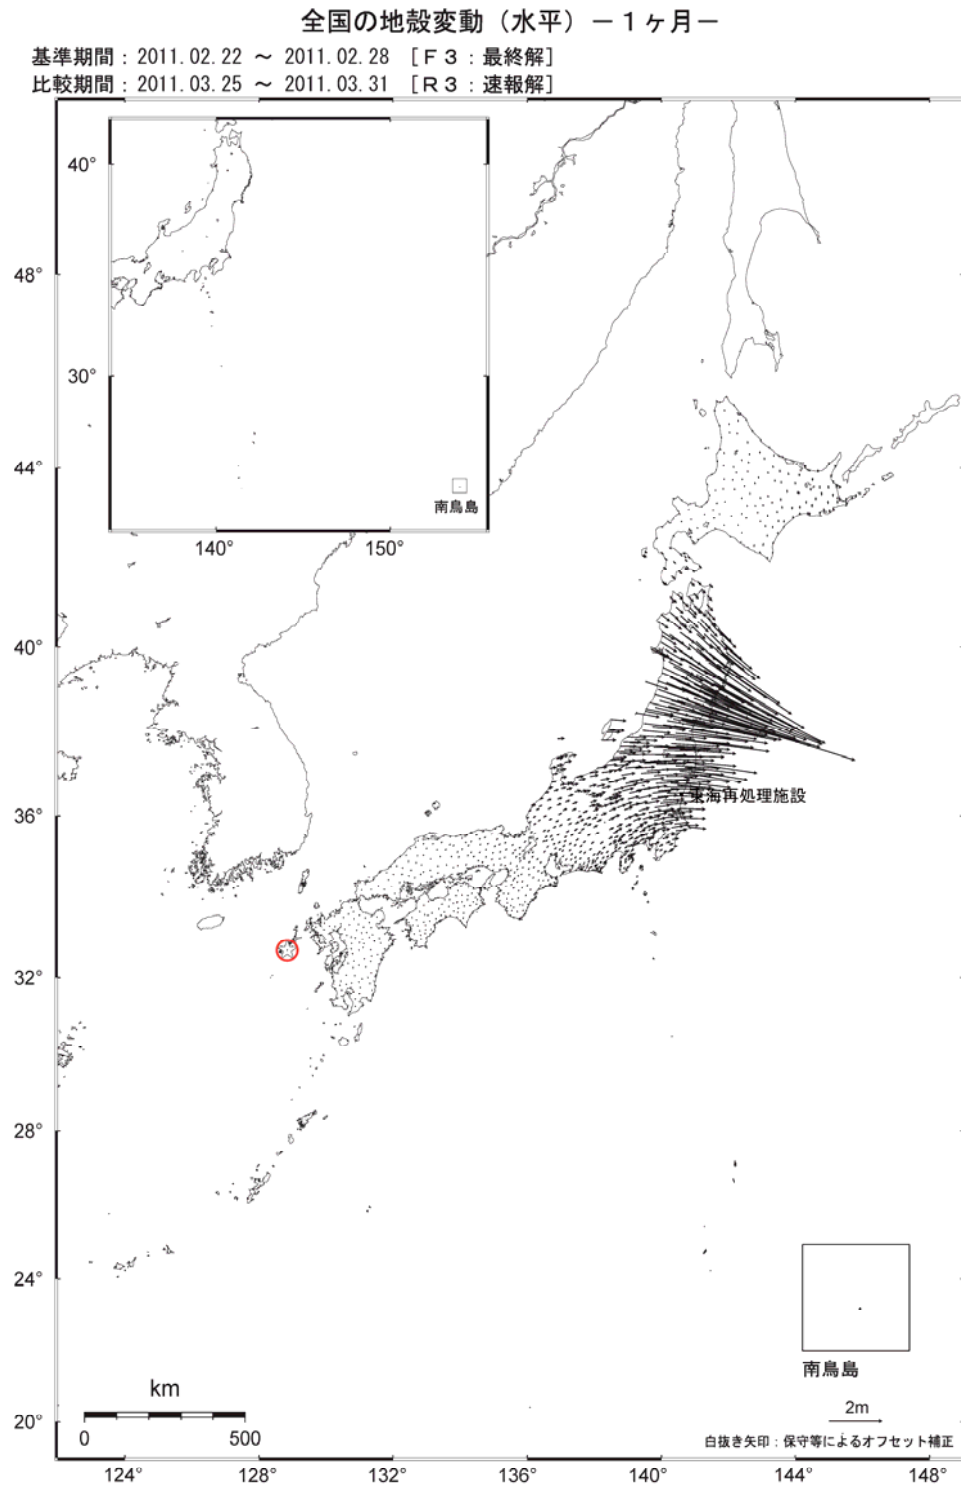 全国の地殻変動（水平）－１ヶ月－
基準期間：2011.02.22 ～ 2011.02.28 ［Ｆ３：最終解］
比較期間：2011.03.25 ～ 2011.03.31 ［Ｒ３：速報解］
40°
30°
南鳥島
140° 150°
48°
44°
40°
36°
32°
28°
24°
20°
東海再処理施設
南鳥島
km
0 500
2m
白抜き矢印：保守等によるオフセット補正
124° 128° 132° 136° 140° 144° 148°